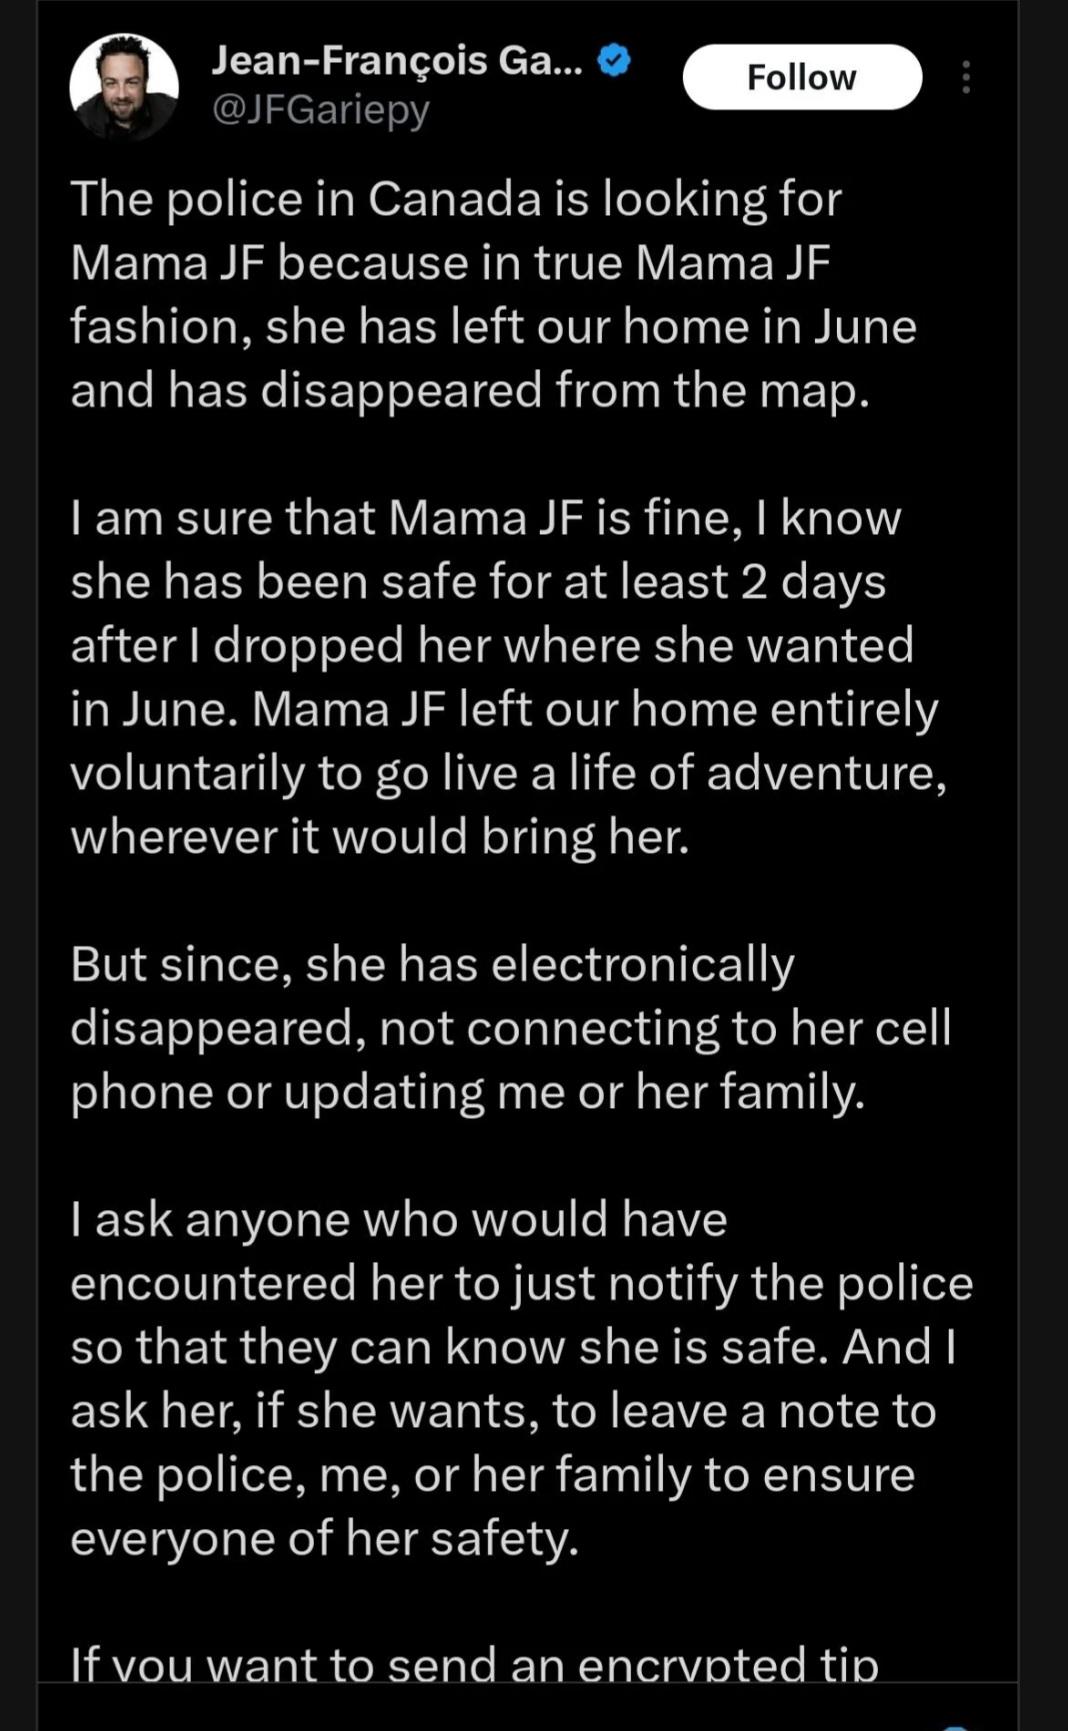 Jean-François Ga...
@JFGariepy
Follow
The police in Canada is looking for
Mama JF because in true Mama JF
fashion, she has left our home in June
and has disappeared from the map.
I am sure that Mama JF is fine, I know
she has been safe for at least 2 days
after I dropped her where she wanted
in June. Mama JF left our home entirely
voluntarily to go live a life of adventure,
wherever it would bring her.
But since, she has electronically
disappeared, not connecting to her cell
phone or updating me or her family.
I ask anyone who would have
encountered her to just notify the police
so that they can know she is safe. And I
ask her, if she wants, to leave a note to
the police, me, or her family to ensure
everyone of her safety.
If you want to send an encrypted tip